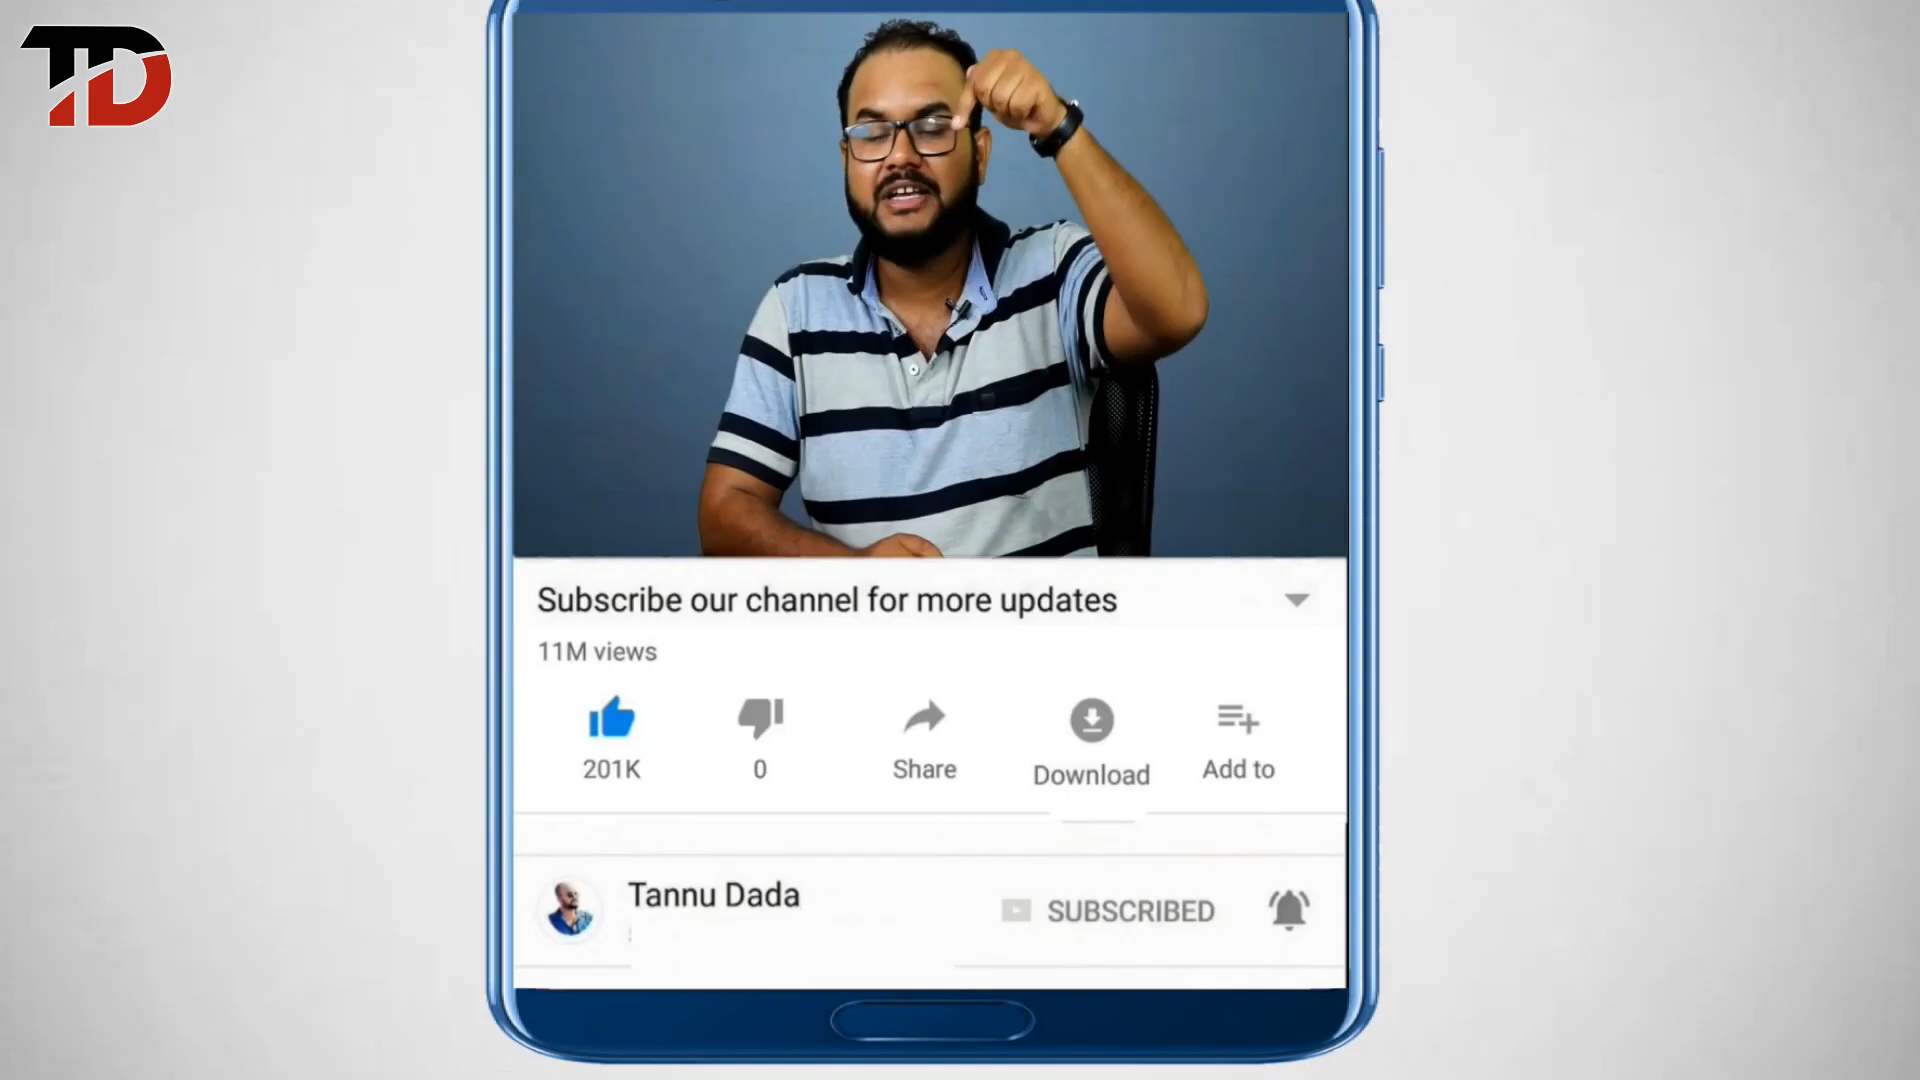 TD
Subscribe our channel for more updates
11M views
201K
0
Share
Download
Add to
Tannu Dada
SUBSCRIBED